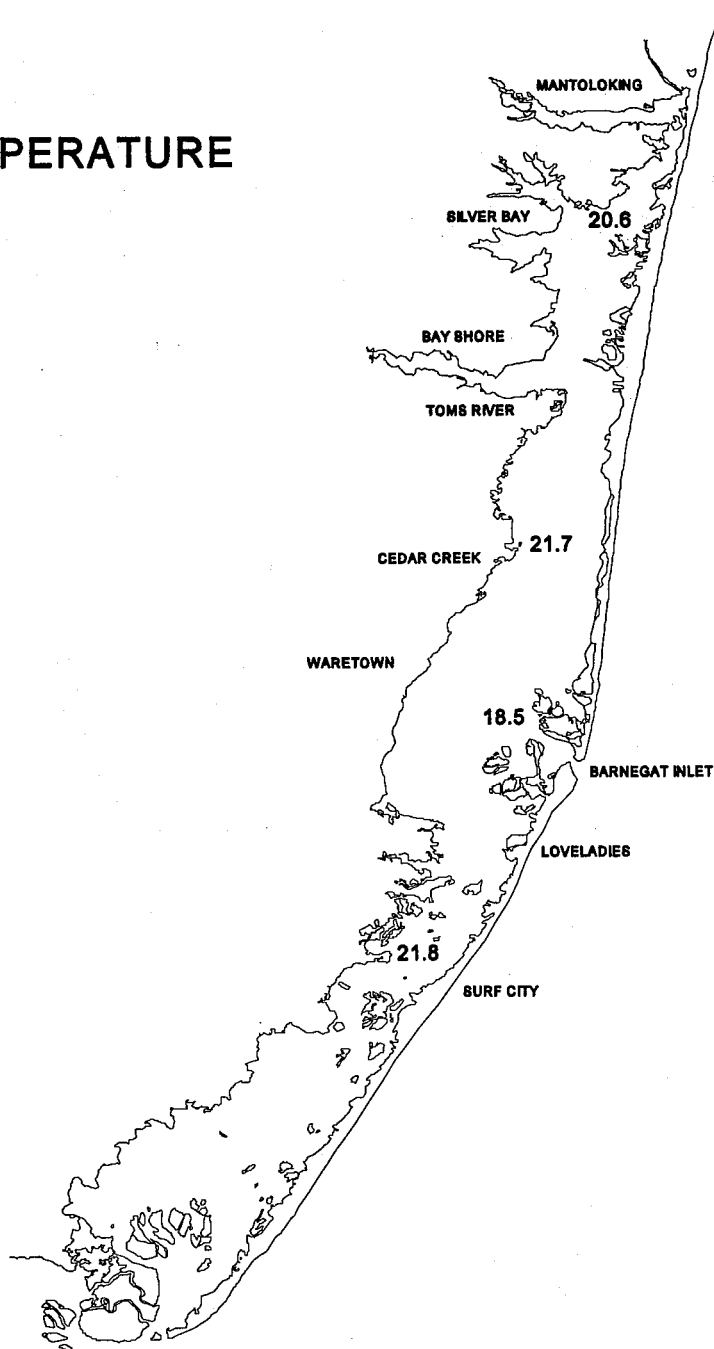 MANTOLOKING
PERATURE
SILVER BAY
20.6
BAY SHORE
TOMS RIVER
21.7
CEDAR CREEK
WARETOWN
18.5
BARNEGAT INLET
LOVELADIES
21.8
SURF CITY